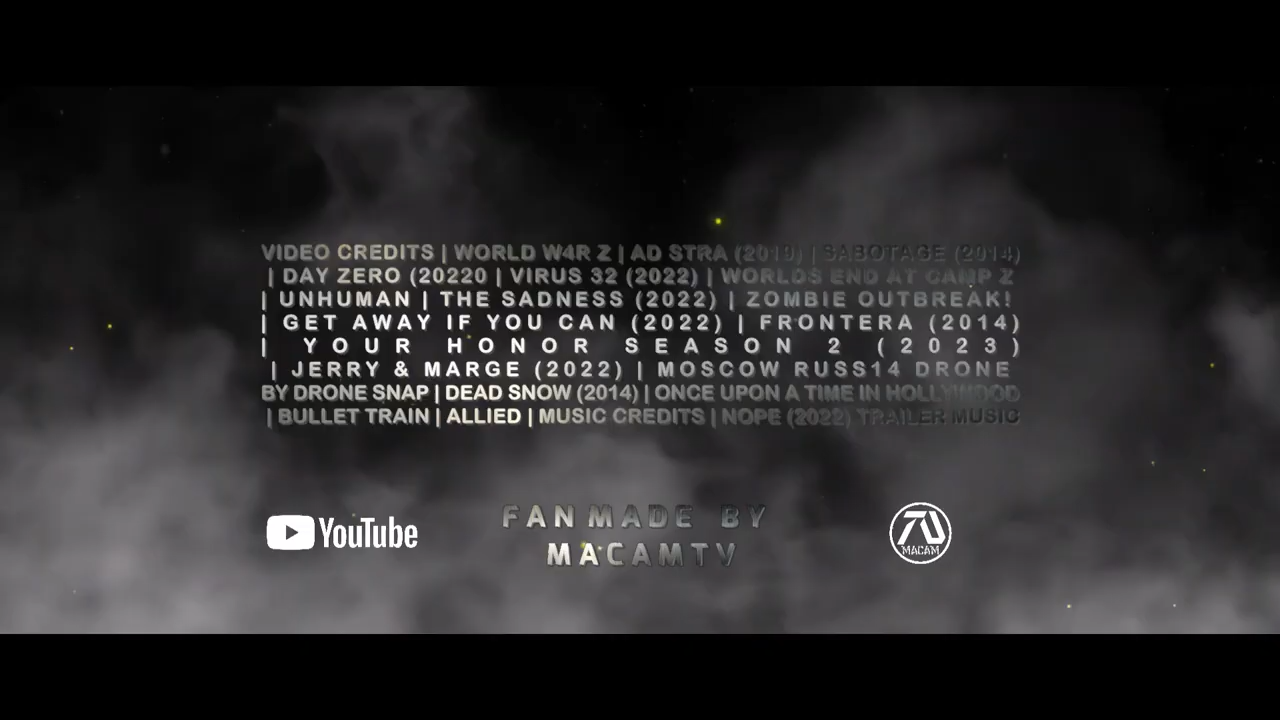 VIDEO CREDITS | WORLD W4R Z | AD STRA (2019) | SABOTAGE (2014)
| DAY ZERO (20220 | VIRUS 32 (2022) | WORLDS END AT CAMP Z
| UNHUMAN | THE SADNESS (2022) | ZOMBIE OUTBREAK!
| GET AWAY IF YOU CAN (2022) | FRONTERA (2014)
| YOUR HONOR SEASON 2 (2023)
| JERRY & MARGE (2022) | MOSCOW RUSS14 DRONE
BY DRONE SNAP | DEAD SNOW (2014) | ONCE UPON A TIME IN HOLLYWOOD
| BULLET TRAIN | ALLIED | MUSIC CREDITS | NOPE (2022) TRAILER MUSIC
YouTube
FANMADE BY
MACAMTV
MACAM